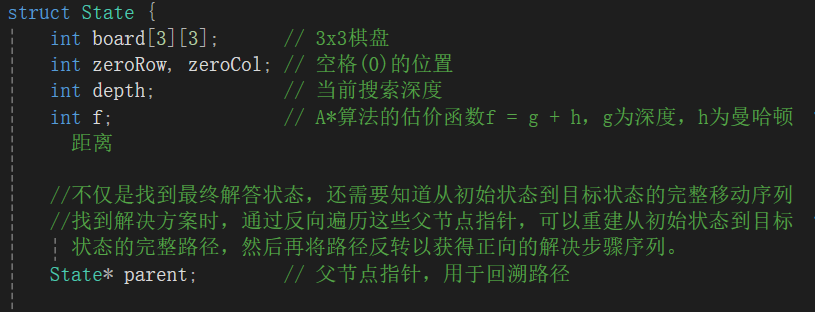 struct State {
    int board[3][3];      // 3x3棋盘
    int zeroRow, zeroCol; // 空格(0)的位置
    int depth;            // 当前搜索深度
    int f;                // A*算法的估价函数f = g + h，g为深度，h为曼哈顿
      距离
    //不仅是找到最终解答状态，还需要知道从初始状态到目标状态的完整移动序列
    //找到解决方案时，通过反向遍历这些父节点指针，可以重建从初始状态到目标
      状态的完整路径，然后再将路径反转以获得正向的解决步骤序列。
    State* parent;        // 父节点指针，用于回溯路径